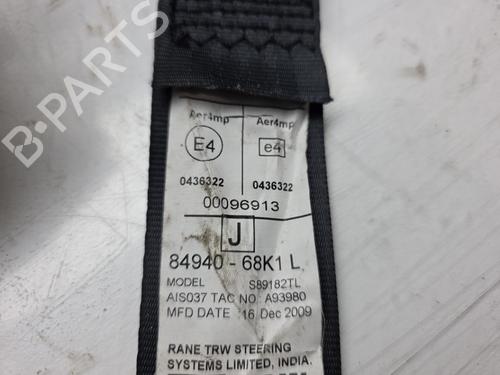 Aer4mp Aer4mp
E4 e4
0436322 0436322
00096913
J
84940 - 68K1 L
MODEL S89182TL
AIS037 TAC NO A93980
MFD DATE 16 Dec 2009
RANE TRW STEERING
SYSTEMS LIMITED, INDIA.
B-PARTS